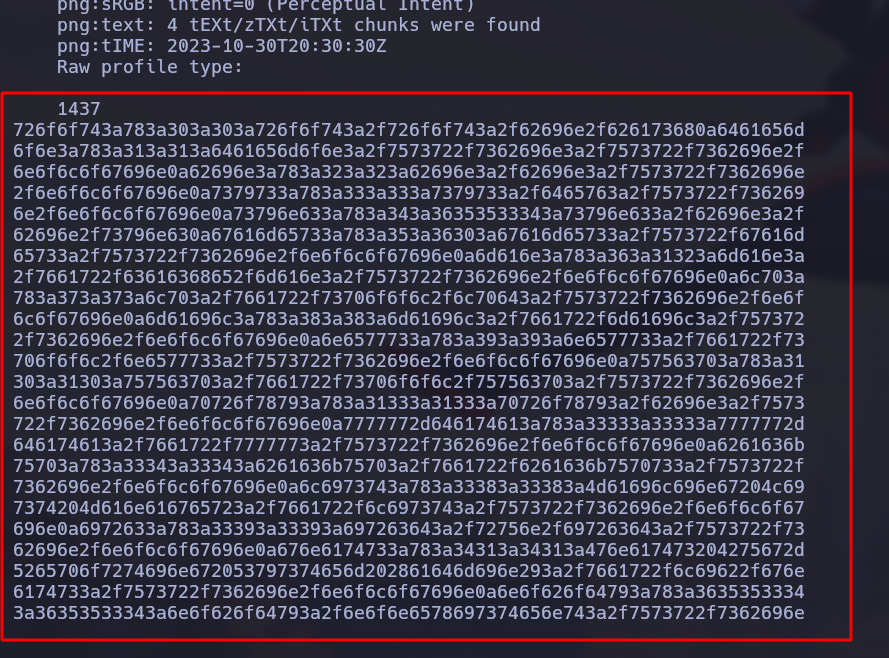 png:sRGB: intent=0 (Perceptual Intent)
png:text: 4 tEXt/zTXt/iTXt chunks were found
png:tIME: 2023-10-30T20:30:30Z
Raw profile type:
1437
726f6f743a783a303a303a726f6f743a2f726f6f743a2f62696e2f626173680a6461656d
6f6e3a783a313a313a6461656d6f6e3a2f7573722f7362696e3a2f7573722f7362696e2f
6e6f6c6f67696e0a62696e3a783a323a323a62696e3a2f62696e3a2f7573722f7362696e
2f6e6f6c6f67696e0a7379733a783a333a333a7379733a2f6465763a2f7573722f736269
6e2f6e6f6c6f67696e0a73796e633a783a343a36353533343a73796e633a2f62696e3a2f
62696e2f73796e630a67616d65733a783a353a36303a67616d65733a2f7573722f67616d
65733a2f7573722f7362696e2f6e6f6c6f67696e0a6d616e3a783a363a31323a6d616e3a
2f7661722f63616368652f6d616e3a2f7573722f7362696e2f6e6f6c6f67696e0a6c703a
783a373a373a6c703a2f7661722f73706f6f6c2f6c70643a2f7573722f7362696e2f6e6f
6c6f67696e0a6d61696c3a783a383a383a6d61696c3a2f7661722f6d61696c3a2f757372
2f7362696e2f6e6f6c6f67696e0a6e6577733a783a393a393a6e6577733a2f7661722f73
706f6f6c2f6e6577733a2f7573722f7362696e2f6e6f6c6f67696e0a757563703a783a31
303a31303a757563703a2f7661722f73706f6f6c2f757563703a2f7573722f7362696e2f
6e6f6c6f67696e0a70726f78793a783a31333a31333a70726f78793a2f62696e3a2f7573
722f7362696e2f6e6f6c6f67696e0a7777772d646174613a783a33333a33333a7777772d
646174613a2f7661722f7777773a2f7573722f7362696e2f6e6f6c6f67696e0a6261636b
75703a783a33343a33343a6261636b75703a2f7661722f6261636b7570733a2f7573722f
7362696e2f6e6f6c6f67696e0a6c6973743a783a33383a33383a4d61696c696e67204c69
7374204d616e616765723a2f7661722f6c6973743a2f7573722f7362696e2f6e6f6c6f67
696e0a6972633a783a33393a33393a697263643a2f72756e2f697263643a2f7573722f73
62696e2f6e6f6c6f67696e0a676e6174733a783a34313a34313a476e617473204275672d
5265706f7274696e672053797374656d202861646d696e293a2f7661722f6c69622f676e
6174733a2f7573722f7362696e2f6e6f6c6f67696e0a6e6f626f64793a783a3635353334
3a36353533343a6e6f626f64793a2f6e6f6e6578697374656e743a2f7573722f7362696e